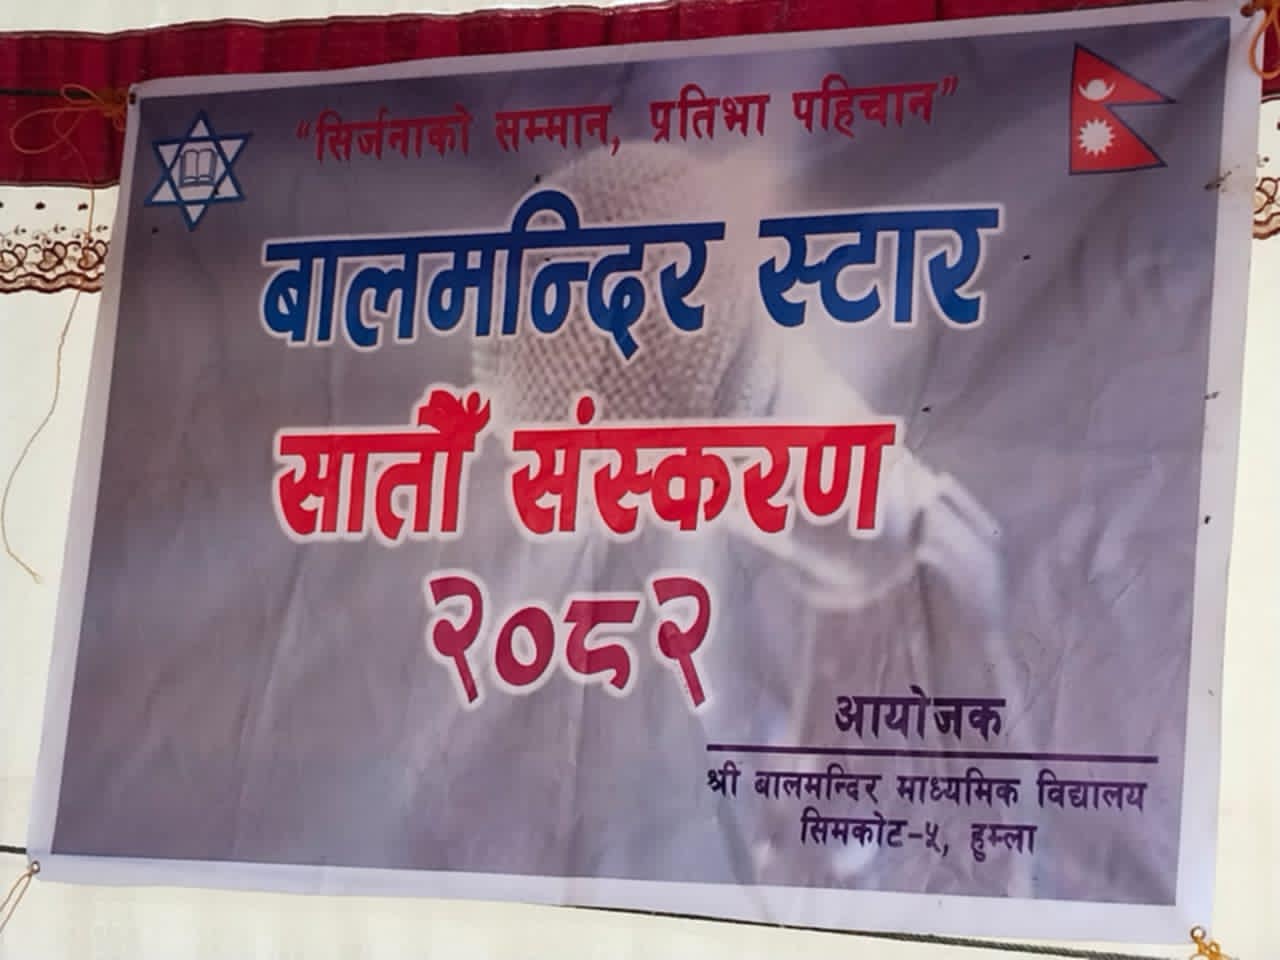 “सिर्जनाको सम्मान, प्रतिभा पहिचान”
बालमन्दिर स्टार
सातौं संस्करण
२०८२
आयोजक
श्री बालमन्दिर माध्यमिक विद्यालय
सिमकोट-५, हुम्ला